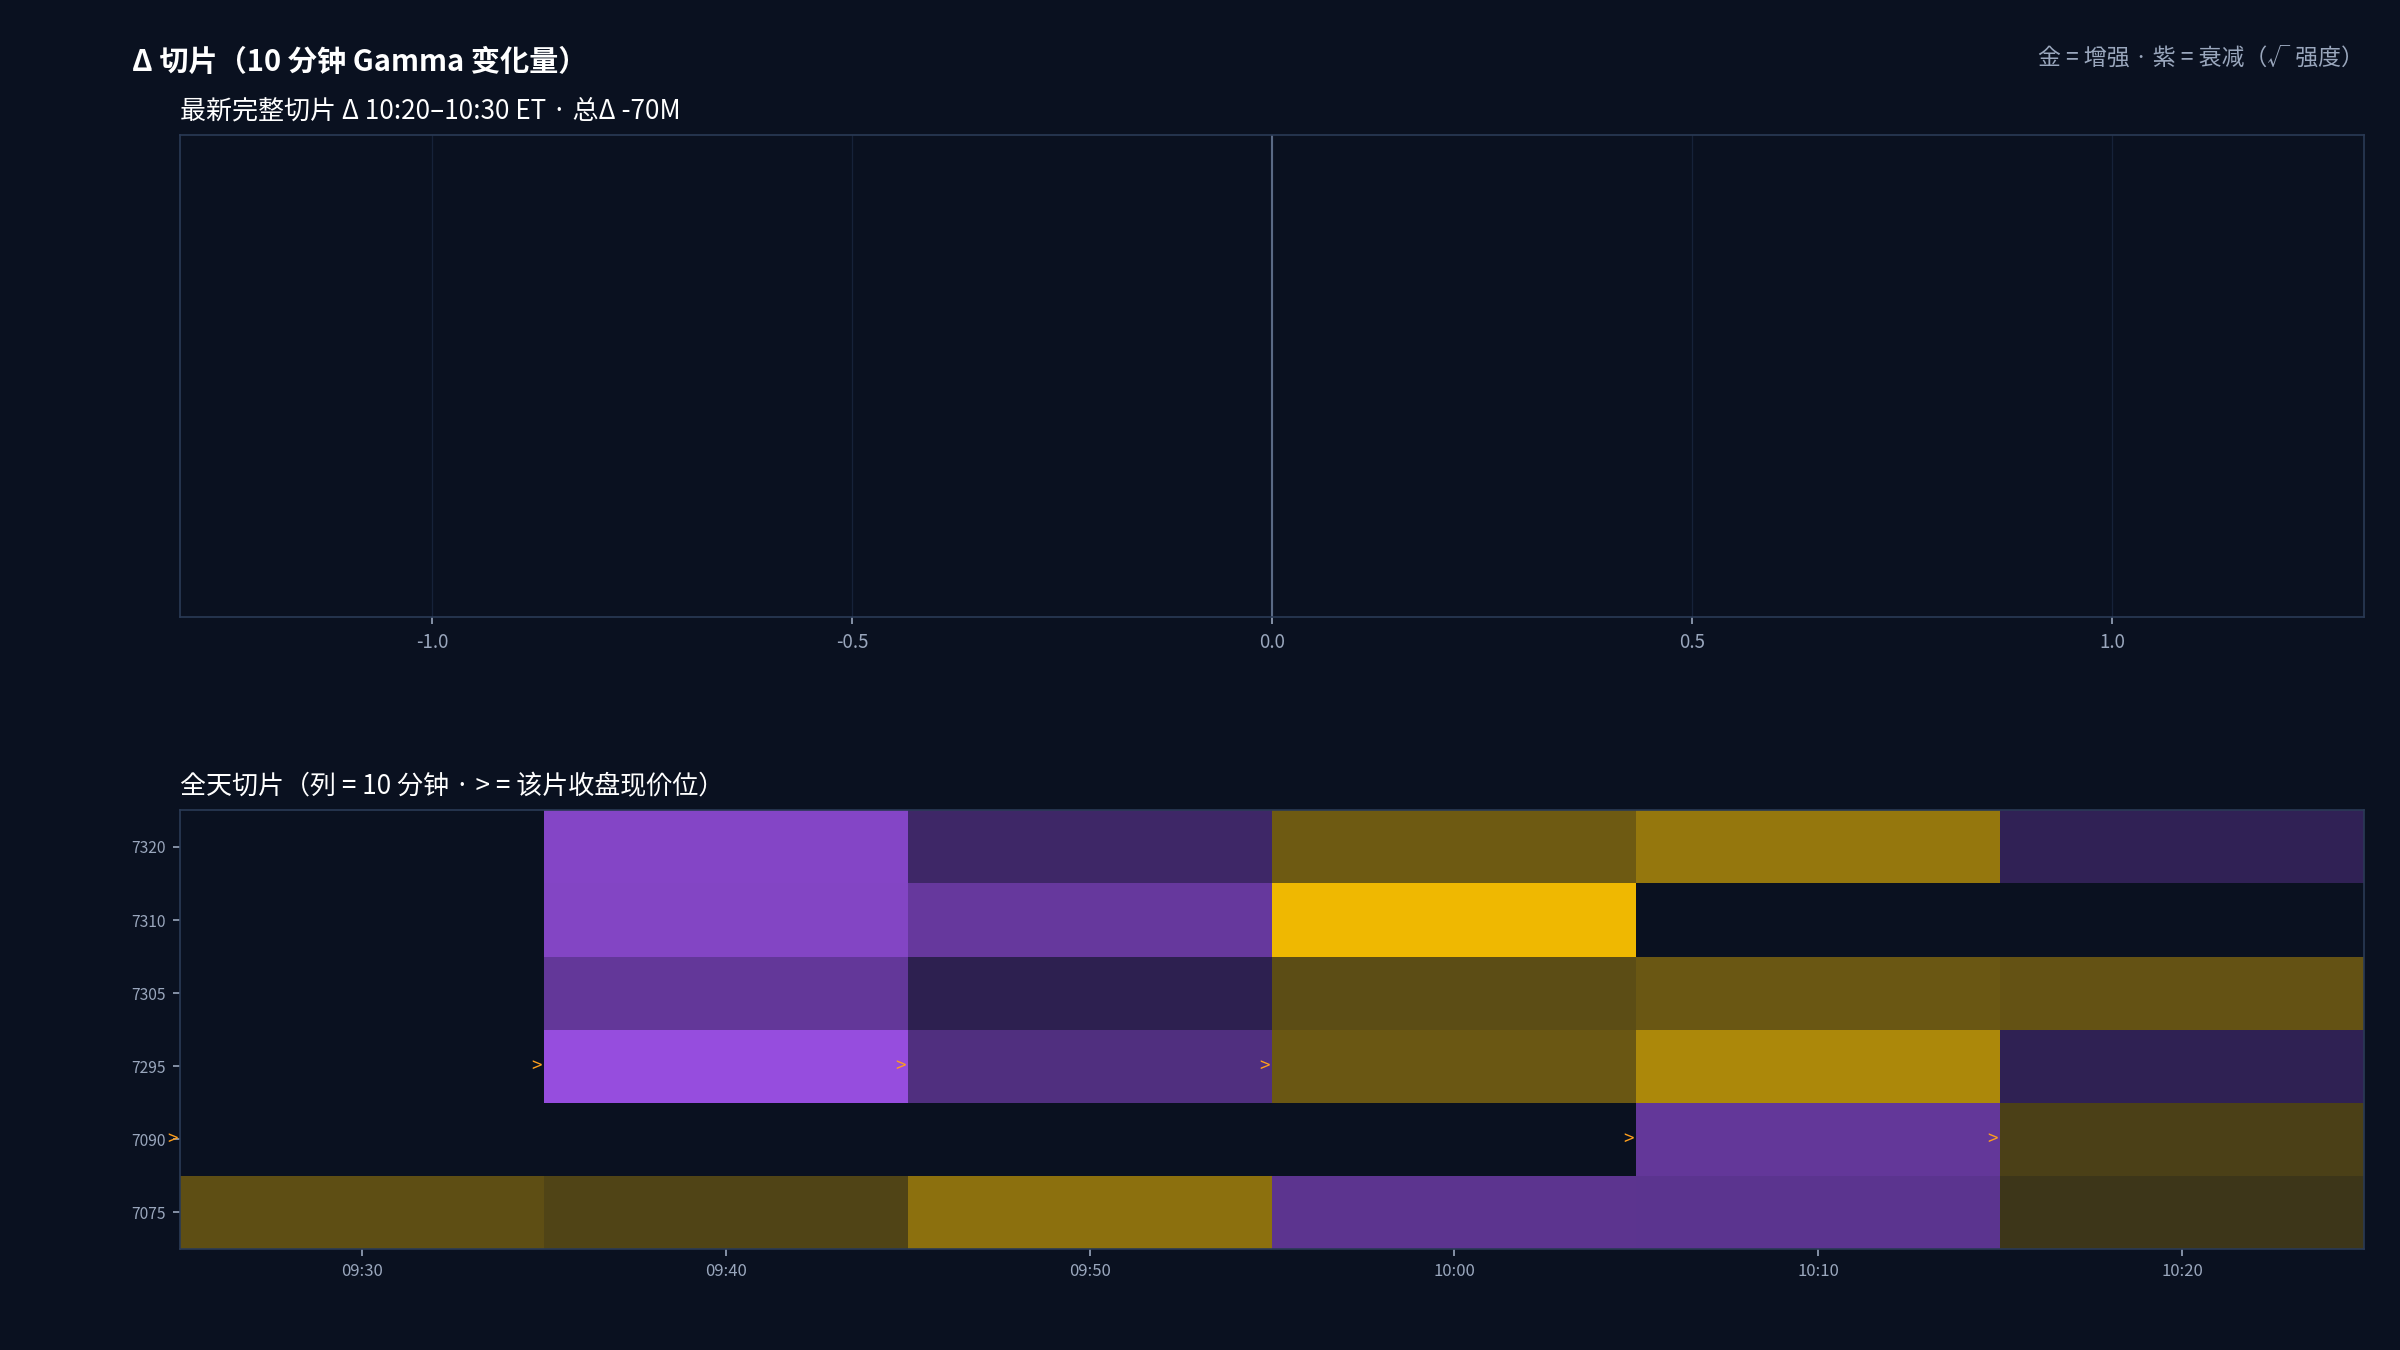 Δ 切片（10 分钟 Gamma 变化量）
金 = 增强 · 紫 = 衰减（√ 强度）
最新完整切片 Δ 10:20–10:30 ET · 总Δ -70M
-1.0 -0.5 0.0 0.5 1.0
全天切片（列 = 10 分钟 · > = 该片收盘现价位）
7320
7310
7305
7295 > > >
7090 > > >
7075
09:30 09:40 09:50 10:00 10:10 10:20